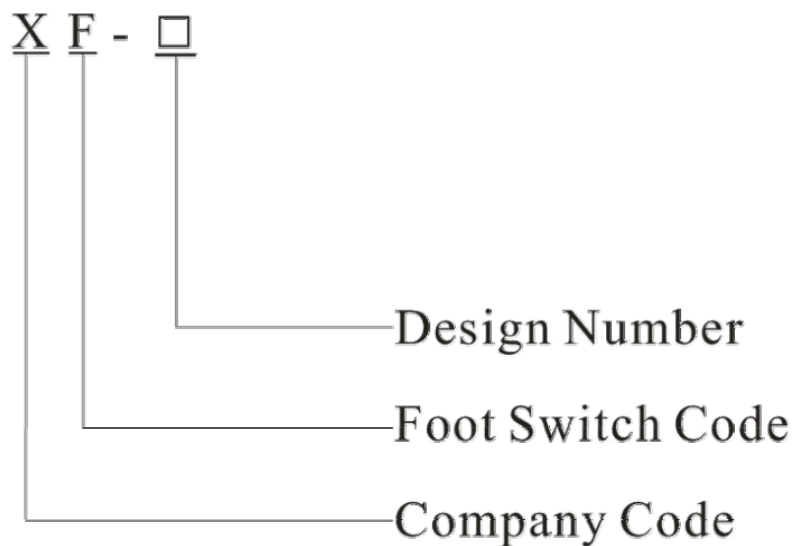 X F - □
Design Number
Foot Switch Code
Company Code